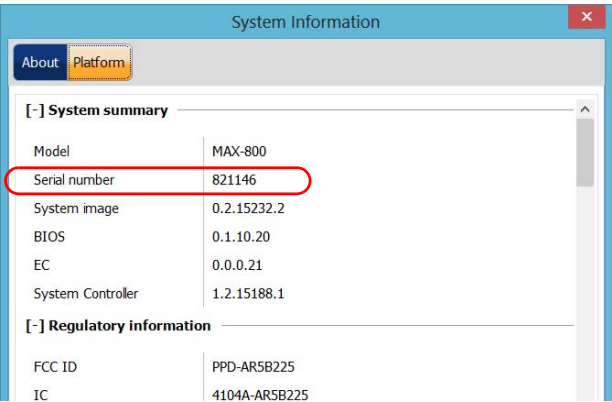 System Information
About Platform
[-] System summary
Model MAX-800
Serial number 821146
System image 0.2.15232.2
BIOS 0.1.10.20
EC 0.0.0.21
System Controller 1.2.15188.1
[-] Regulatory information
FCC ID PPD-AR5B225
IC 4104A-AR5B225